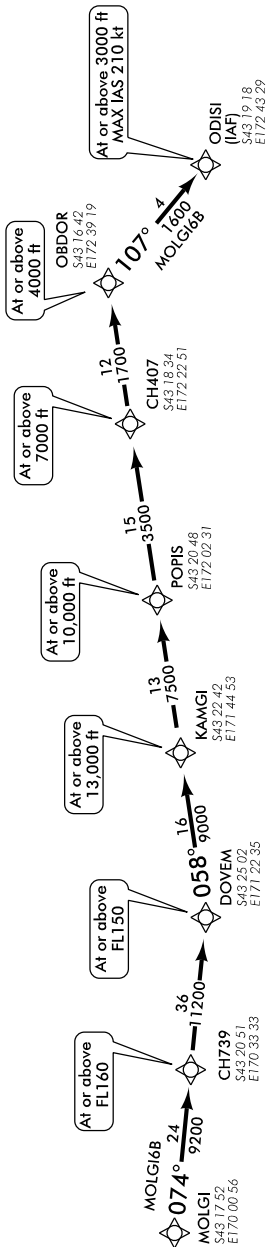 MOLGI6B
074°
24
9200
MOLGI
S43 17 52
E170 00 56
At or above
FL160
CH739
S43 20 51
E170 33 33
36
11200
At or above
FL150
058°
DOVEM
S43 25 02
E171 22 35
16
9000
At or above
13,000 ft
KAMGI
S43 22 42
E171 44 53
13
7500
At or above
10,000 ft
POPIS
S43 20 48
E172 02 31
15
3500
At or above
7000 ft
CH407
S43 18 34
E172 22 51
12
1700
At or above
4000 ft
OBDOR
S43 16 42
E172 39 19
107°
4
1600
MOLGI6B
At or above 3000 ft
MAX IAS 210 kt
ODISI
(IAF)
S43 19 18
E172 43 29